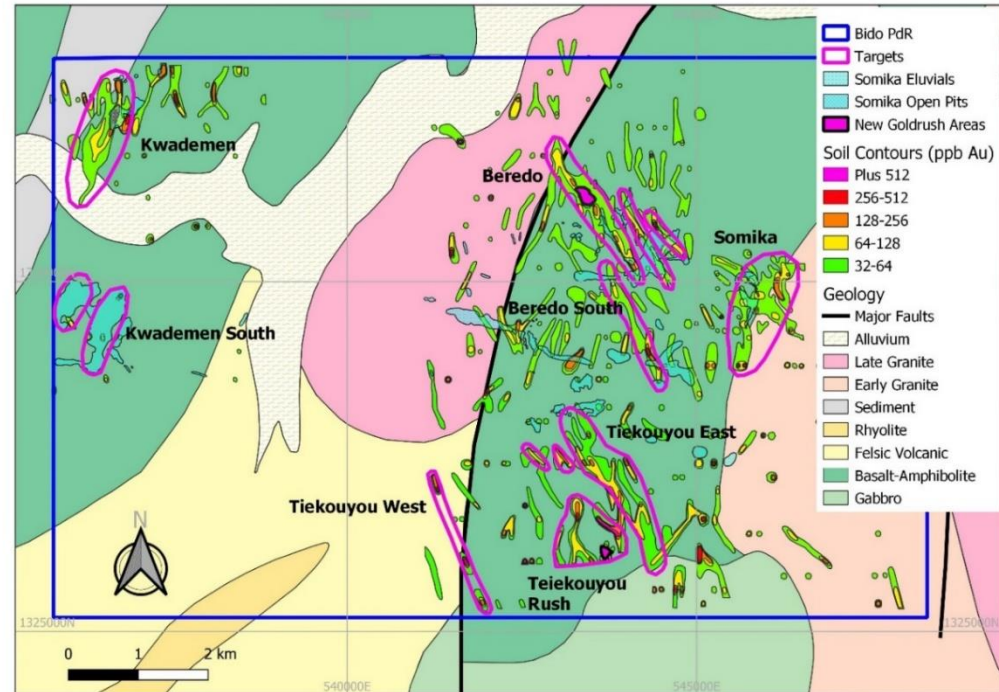 Bido PdR
Targets
Somika Eluvials
Somika Open Pits
New Goldrush Areas
Soil Contours (ppb Au)
Plus 512
256-512
128-256
64-128
32-64
Geology
Major Faults
Alluvium
Late Granite
Early Granite
Sediment
Rhyolite
Felsic Volcanic
Basalt-Amphibolite
Gabbro
Kwademen
Beredo
Somika
Kwademen South
Beredo South
Tiekouyou East
Tiekouyou West
Teiekouyou
Rush
N
1325000N
1325000N
0 1 2 km
540000E
545000E